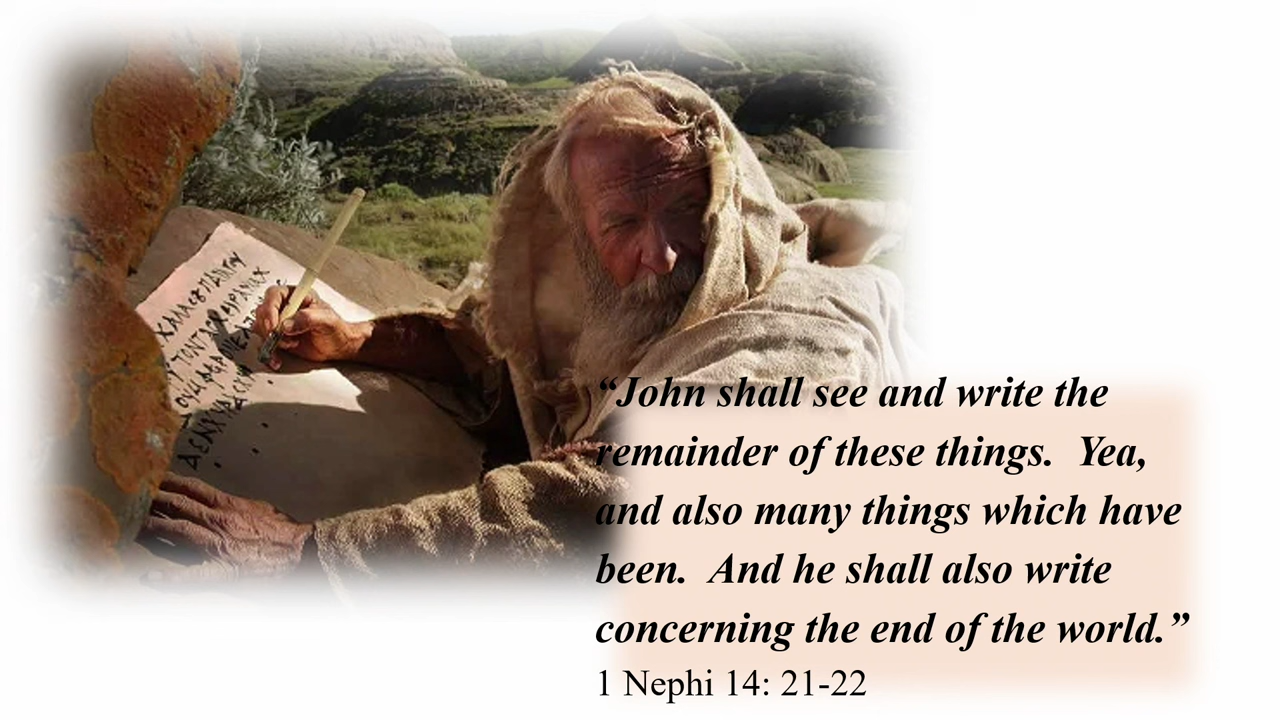 “John shall see and write the
remainder of these things.  Yea,
and also many things which have
been.  And he shall also write
concerning the end of the world.”
1 Nephi 14: 21-22